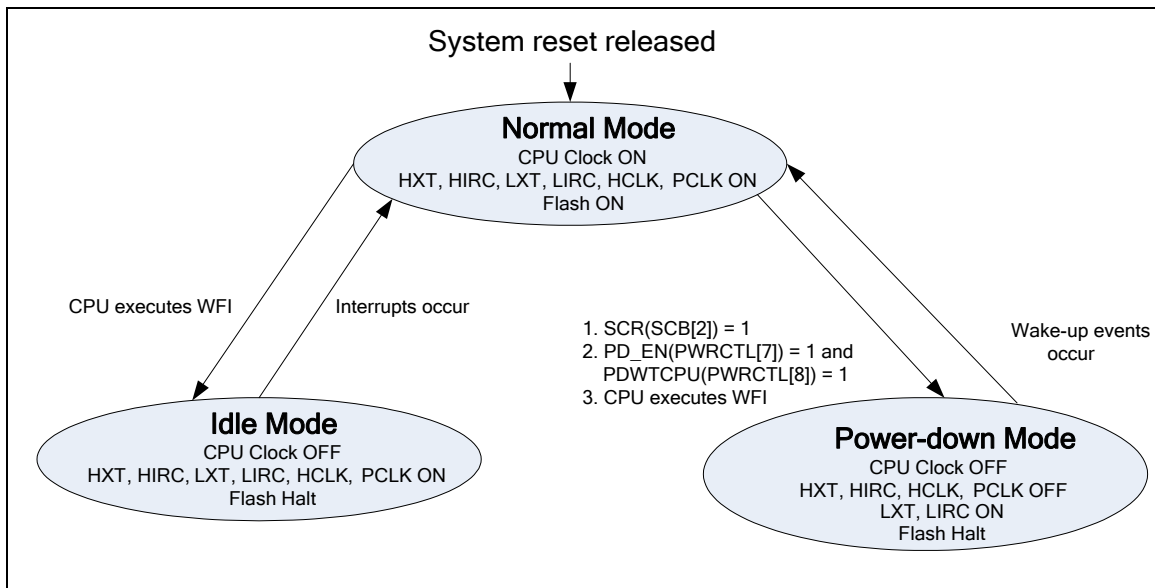 System reset released
Normal Mode
CPU Clock ON
HXT, HIRC, LXT, LIRC, HCLK, PCLK ON
Flash ON
CPU executes WFI
Interrupts occur
1. SCR(SCB[2]) = 1
2. PD_EN(PWRCTL[7]) = 1 and
PDWTCPU(PWRCTL[8]) = 1
3. CPU executes WFI
Wake-up events
occur
Idle Mode
CPU Clock OFF
HXT, HIRC, LXT, LIRC, HCLK, PCLK ON
Flash Halt
Power-down Mode
CPU Clock OFF
HXT, HIRC, HCLK, PCLK OFF
LXT, LIRC ON
Flash Halt